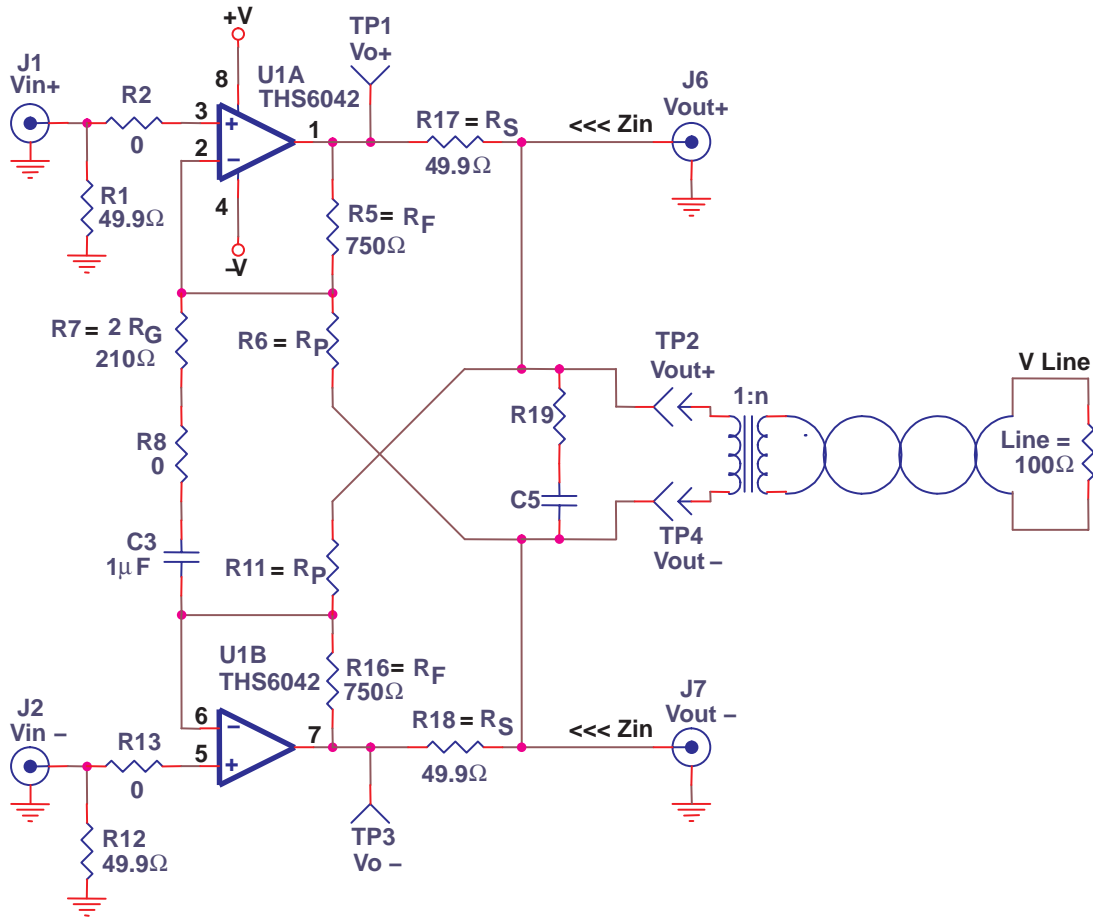 +V
TP1
Vo+
J1
Vin+
8
U1A
THS6042
J6
Vout+
R2
3
+
1
R17 = RS
<<< Zin
0
2
−
49.9Ω
R1
49.9Ω
4
R5 = RF
750Ω
–V
R7 = 2 RG
210Ω
R6 = RP
TP2
Vout+
V Line
1:n
R19
R8
0
Line =
100Ω
C5
C3
1μF
TP4
Vout –
R11 = RP
U1B
THS6042
R16 = RF
750Ω
J2
Vin –
6
−
7
R18 = RS
<<< Zin
J7
Vout –
R13
5
+
0
49.9Ω
R12
49.9Ω
TP3
Vo –